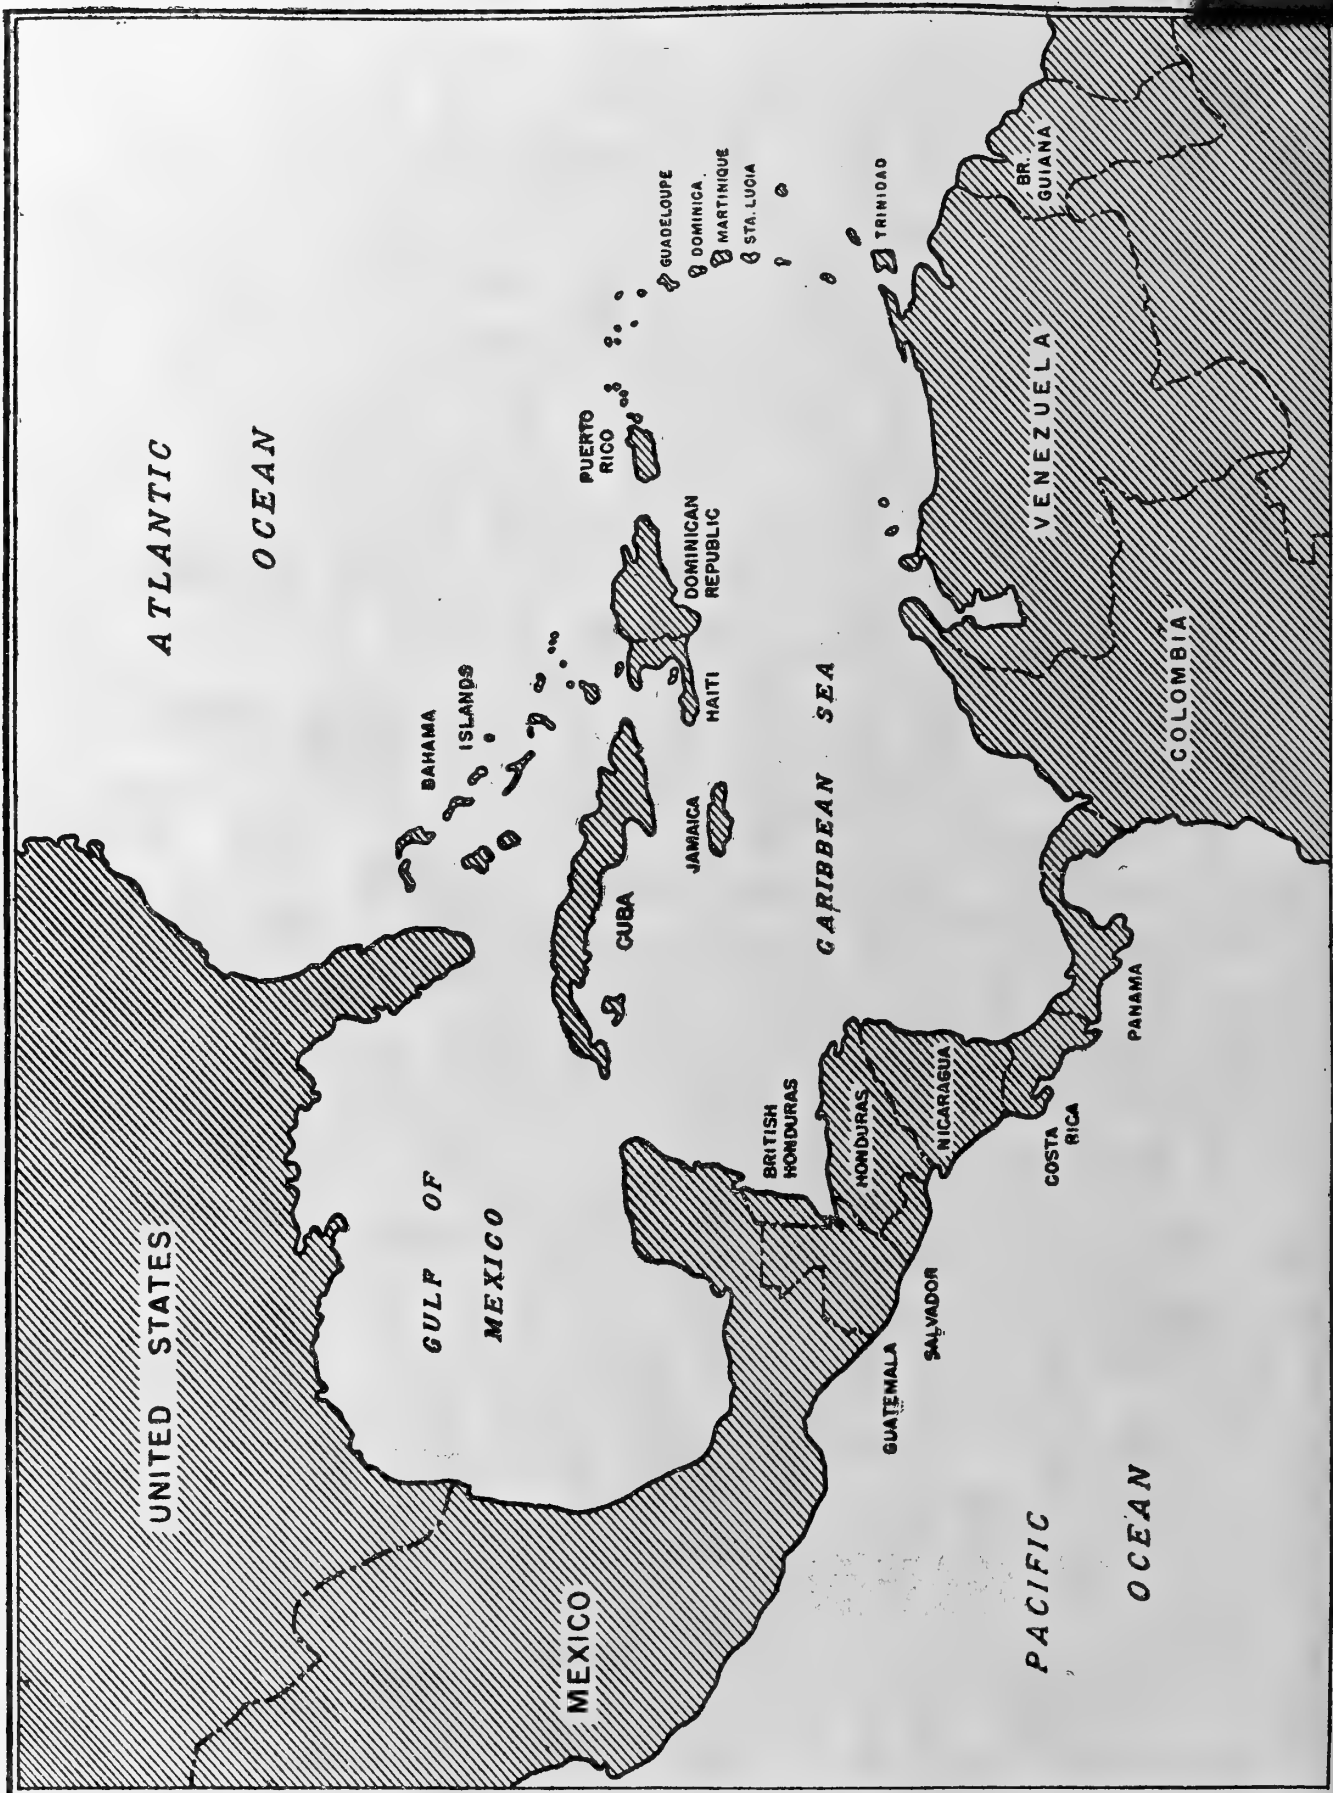 ATLANTIC
OCEAN
UNITED STATES
BAHAMA
ISLANDS
GULF OF
MEXICO
MEXICO
CUBA
PUERTO
RICO
DOMINICAN
REPUBLIC
HAITI
JAMAICA
GUADELOUPE
DOMINICA
MARTINIQUE
STA. LUCIA
TRINIDAD
CARIBBEAN SEA
BRITISH
HONDURAS
HONDURAS
NICARAGUA
GUATEMALA
SALVADOR
COSTA
RICA
PANAMA
BR.
GUIANA
VENEZUELA
COLOMBIA
PACIFIC
OCEAN